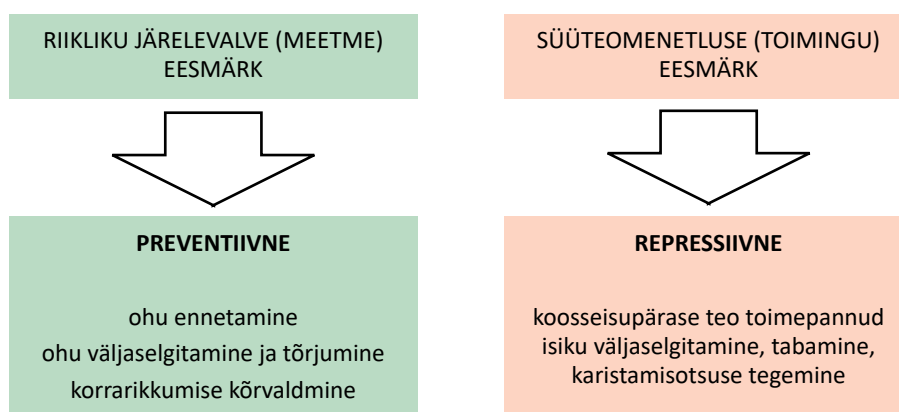 RIIKLIKU JÄRELEVALVE (MEETME)
EESMÄRK
PREVENTIIVNE
ohu ennetamine
ohu väljaselgitamine ja tõrjumine
korrarikkumise kõrvaldmine
SÜÜTEOMENETLUSE (TOIMINGU)
EESMÄRK
REPRESSIIVNE
koosseisupärase teo toimepannud
isiku väljaselgitamine, tabamine,
karistamisotsuse tegemine